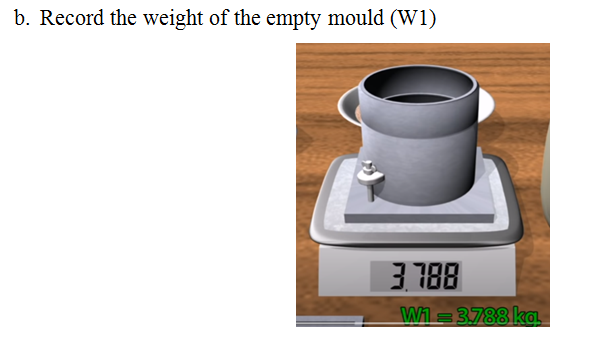 b. Record the weight of the empty mould (W1)
3.788
W1 = 3.788 kg.